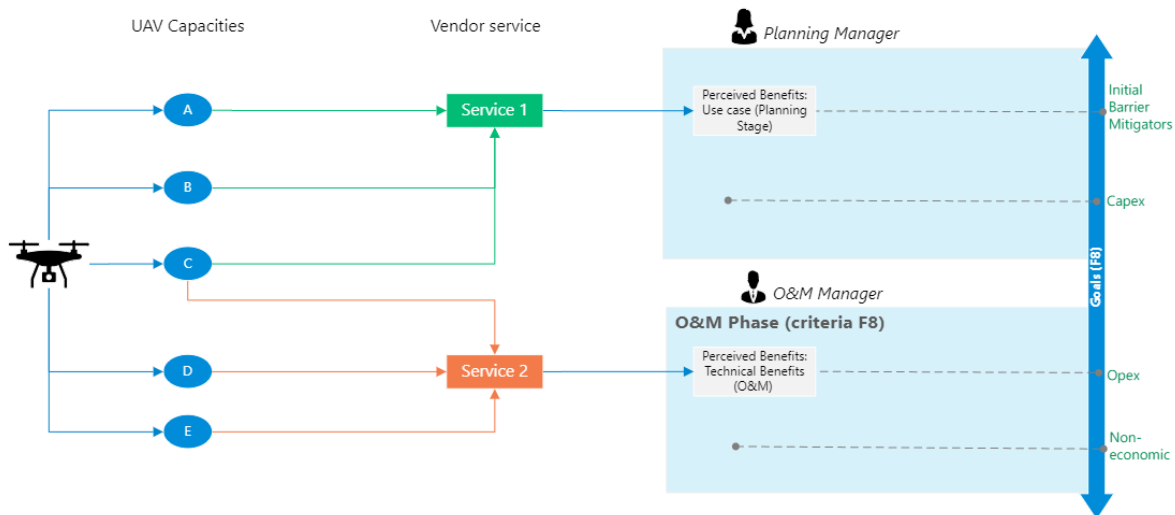 UAV Capacities
Vendor service
Planning Manager
A
Service 1
Perceived Benefits:
Use case (Planning
Stage)
Initial
Barrier
Mitigators
B
Capex
C
Goals (F8)
O&M Manager
O&M Phase (criteria F8)
D
Service 2
Perceived Benefits:
Technical Benefits
(O&M)
Opex
E
Non-
economic